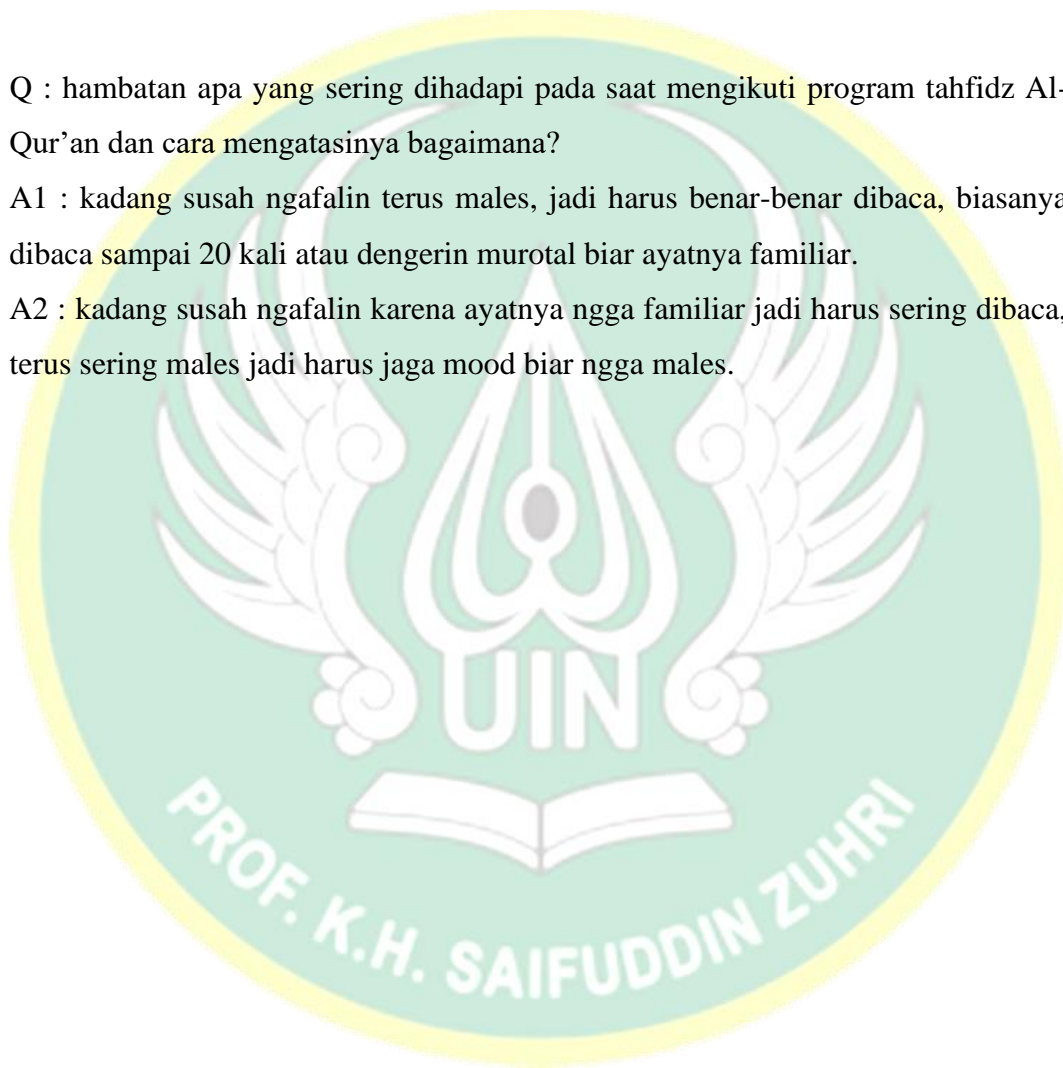 Q : hambatan apa yang sering dihadapi pada saat mengikuti program tahfidz Al-
Qur’an dan cara mengatasinya bagaimana?
A1 : kadang susah ngafalin terus males, jadi harus benar-benar dibaca, biasanya
dibaca sampai 20 kali atau dengerin murotal biar ayatnya familiar.
A2 : kadang susah ngafalin karena ayatnya ngga familiar jadi harus sering dibaca,
terus sering males jadi harus jaga mood biar ngga males.
UIN
PROF. K.H. SAIFUDDIN ZUHRI